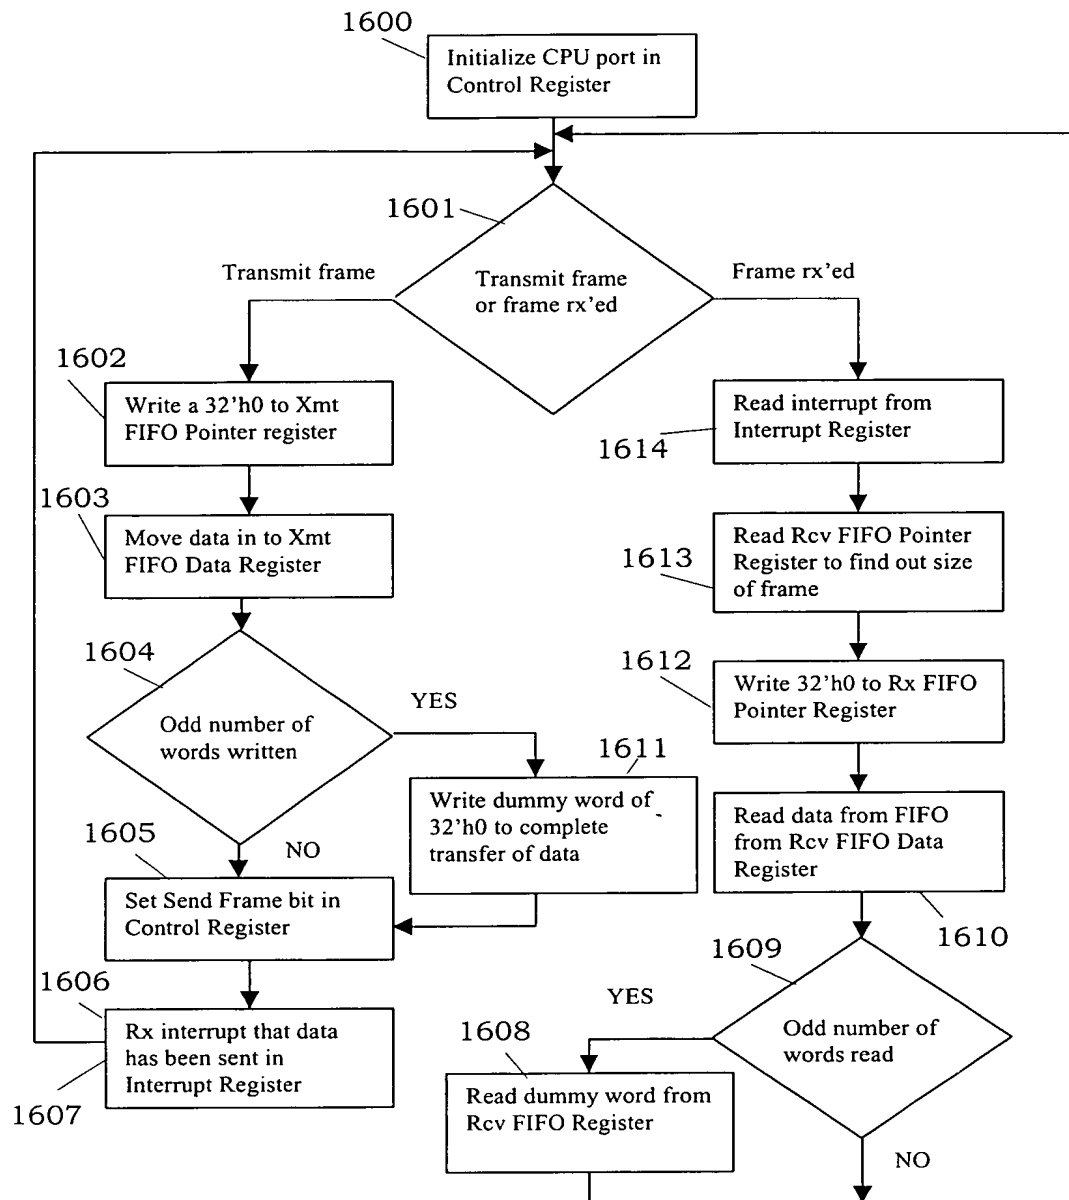 1600
Initialize CPU port in
Control Register
1601
Transmit frame
Transmit frame
or frame rx'ed
Frame rx'ed
1602
Write a 32'h0 to Xmt
FIFO Pointer register
1603
Move data in to Xmt
FIFO Data Register
1604
Odd number of
words written
YES
1611
Write dummy word of
32'h0 to complete
transfer of data
NO
1605
Set Send Frame bit in
Control Register
1606
Rx interrupt that data
has been sent in
Interrupt Register
1607
Read interrupt from
Interrupt Register
1614
Read Rcv FIFO Pointer
Register to find out size
of frame
1613
1612
Write 32'h0 to Rx FIFO
Pointer Register
Read data from FIFO
from Rcv FIFO Data
Register
1610
1609
Odd number of
words read
YES
1608
Read dummy word from
Rcv FIFO Register
NO